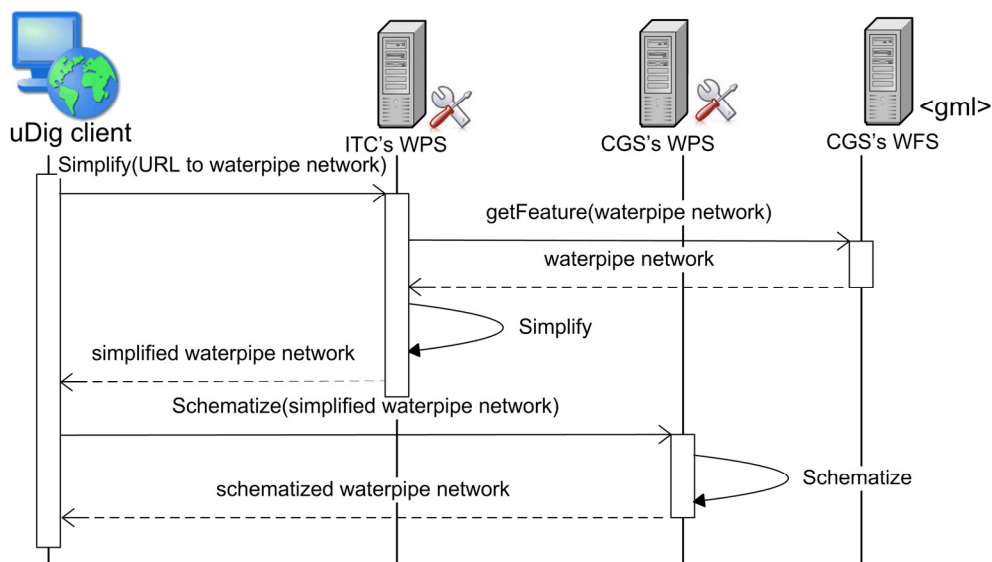 <gml>
uDig client
ITC's WPS
CGS's WPS
CGS's WFS
Simplify(URL to waterpipe network)
getFeature(waterpipe network)
waterpipe network
Simplify
simplified waterpipe network
Schematize(simplified waterpipe network)
Schematize
schematized waterpipe network